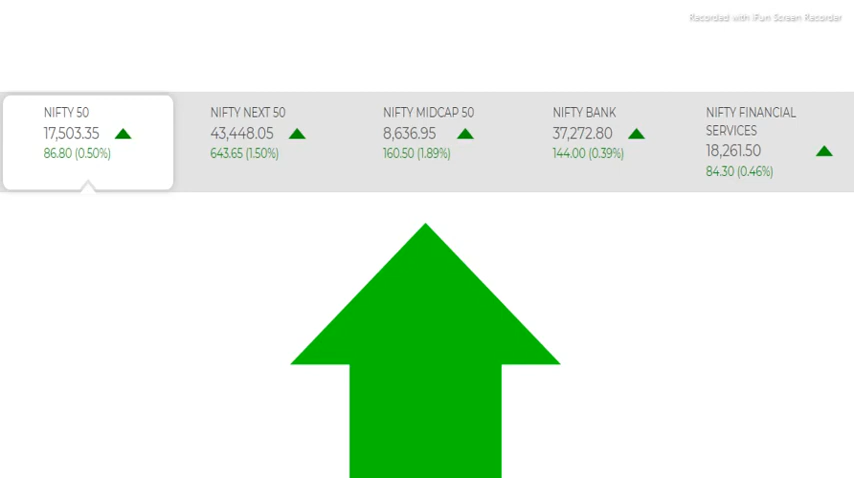 Recorded with iFun Screen Recorder
NIFTY 50
17,503.35
86.80 (0.50%)
NIFTY NEXT 50
43,448.05
643.65 (1.50%)
NIFTY MIDCAP 50
8,636.95
160.50 (1.89%)
NIFTY BANK
37,272.80
144.00 (0.39%)
NIFTY FINANCIAL
SERVICES
18,261.50
84.30 (0.46%)